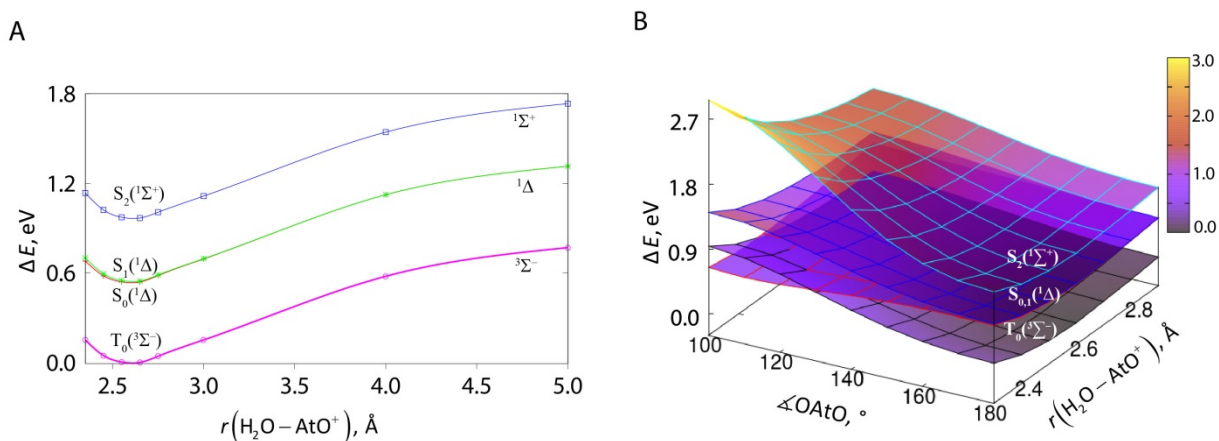 A
B
1.8
1.2
0.6
0.0
ΔE, eV
2.5
3.0
3.5
4.0
4.5
5.0
r(H₂O – AtO⁺), Å
S₂(¹Σ⁺)
S₁(¹Δ)
S₀(¹Δ)
T₀(³Σ⁻)
¹Σ⁺
¹Δ
³Σ⁻
2.7
1.8
0.9
0.0
ΔE, eV
100
120
140
160
180
∡OAtO, °
2.4
2.6
2.8
r(H₂O – AtO⁺), Å
S₂(¹Σ⁺)
S₀,₁(¹Δ)
T₀(³Σ⁻)
3.0
2.0
1.0
0.0